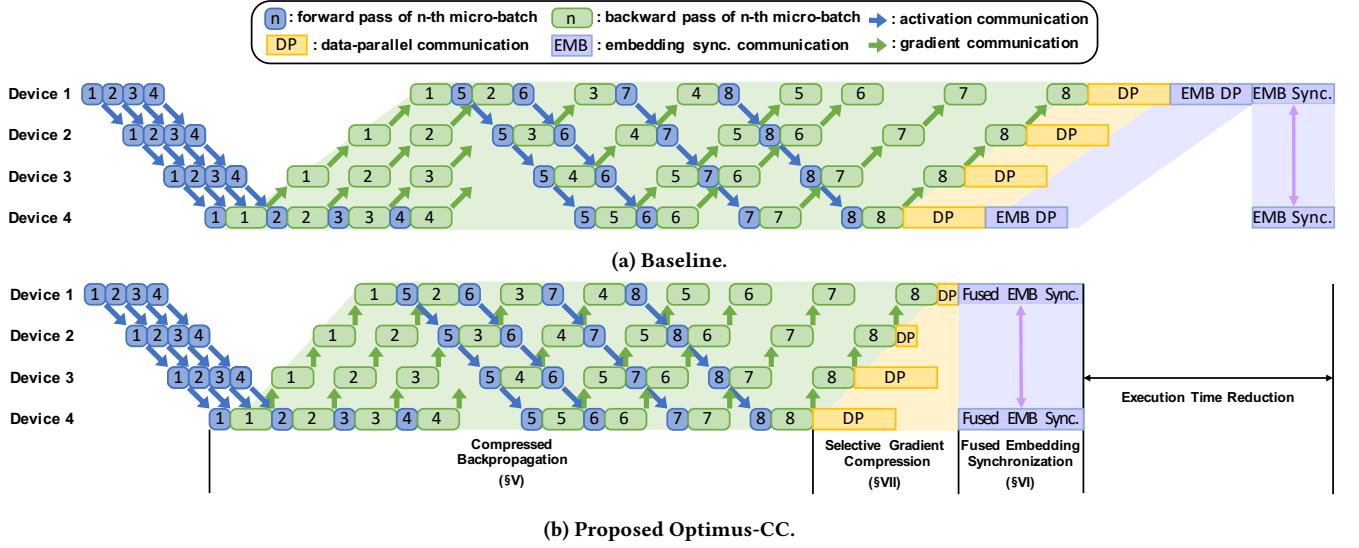 n : forward pass of n-th micro-batch n : backward pass of n-th micro-batch : activation communication
DP : data-parallel communication EMB : embedding sync. communication : gradient communication
Device 1 1 2 3 4 1 5 2 6 3 7 4 8 5 6 7 8 DP EMB DP EMB Sync.
Device 2 1 2 3 4 1 2 5 3 6 4 7 5 8 6 7 8 DP
Device 3 1 2 3 4 1 2 3 5 4 6 5 7 6 8 7 8 DP
Device 4 1 1 2 2 3 3 4 4 5 5 6 6 7 7 8 8 DP EMB DP EMB Sync.
(a) Baseline.
Device 1 1 2 3 4 1 5 2 6 3 7 4 8 5 6 7 8 DP Fused EMB Sync.
Device 2 1 2 3 4 1 2 5 3 6 4 7 5 8 6 7 8 DP
Device 3 1 2 3 4 1 2 3 5 4 6 5 7 6 8 7 8 DP
Execution Time Reduction
Device 4 1 1 2 2 3 3 4 4 5 5 6 6 7 7 8 8 DP Fused EMB Sync.
Compressed
Backpropagation
(§V)
Selective Gradient
Compression
(§VII)
Fused Embedding
Synchronization
(§VI)
(b) Proposed Optimus-CC.